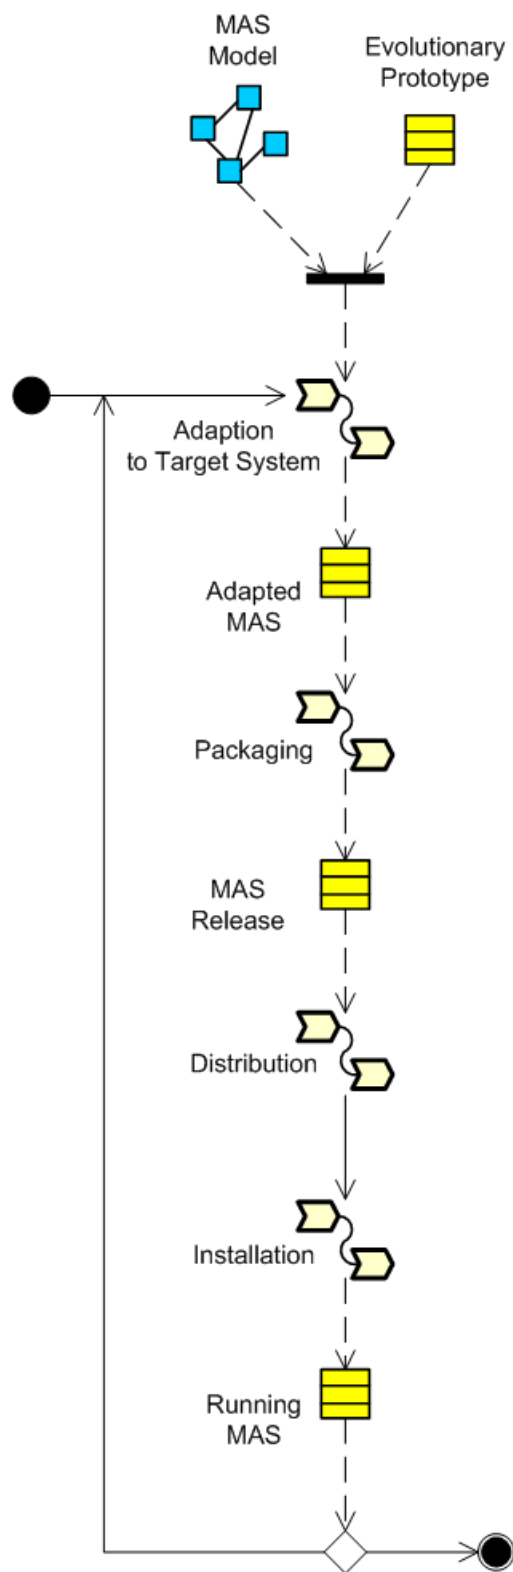 MAS
Model
Evolutionary
Prototype
Adaption
to Target System
Adapted
MAS
Packaging
MAS
Release
Distribution
Installation
Running
MAS